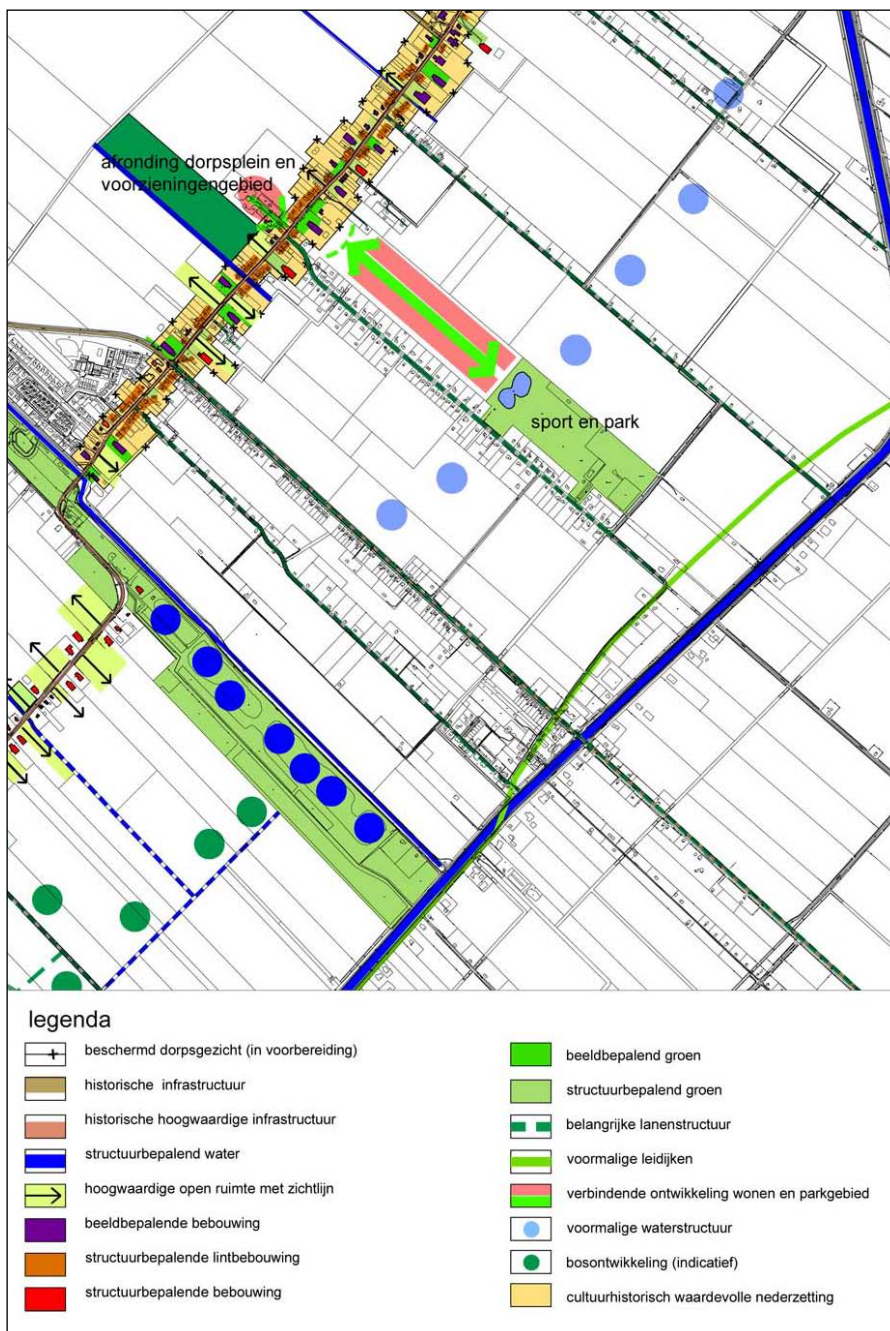 afronding dorpsplein en
voorzieningengebied
sport en park
legenda
beschermd dorpsgezicht (in voorbereiding)
historische infrastructuur
historische hoogwaardige infrastructuur
structuurbepalend water
hoogwaardige open ruimte met zichtlijn
beeldbepalende bebouwing
structuurbepalende lintbebouwing
structuurbepalende bebouwing
beeldbepalend groen
structuurbepalend groen
belangrijke lanenstructuur
voormalige leidijken
verbindende ontwikkeling wonen en parkgebied
voormalige waterstructuur
bosontwikkeling (indicatief)
cultuurhistorisch waardevolle nederzetting